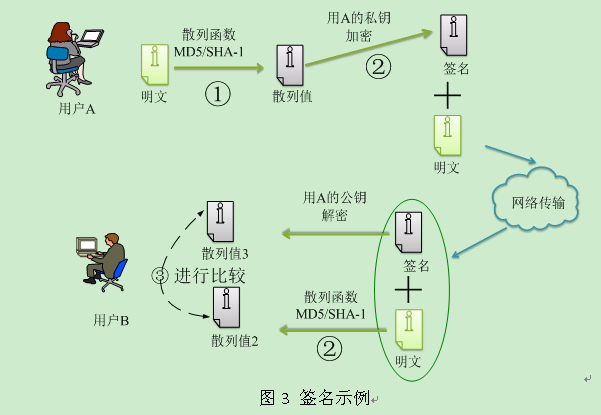 散列函数
MD5/SHA-1
①
用A的私钥
加密
②
用户A
明文
散列值
签名
明文
网络传输
用A的公钥
解密
散列值3
签名
③ 进行比较
散列函数
MD5/SHA-1
②
用户B
散列值2
明文
图 3 签名示例